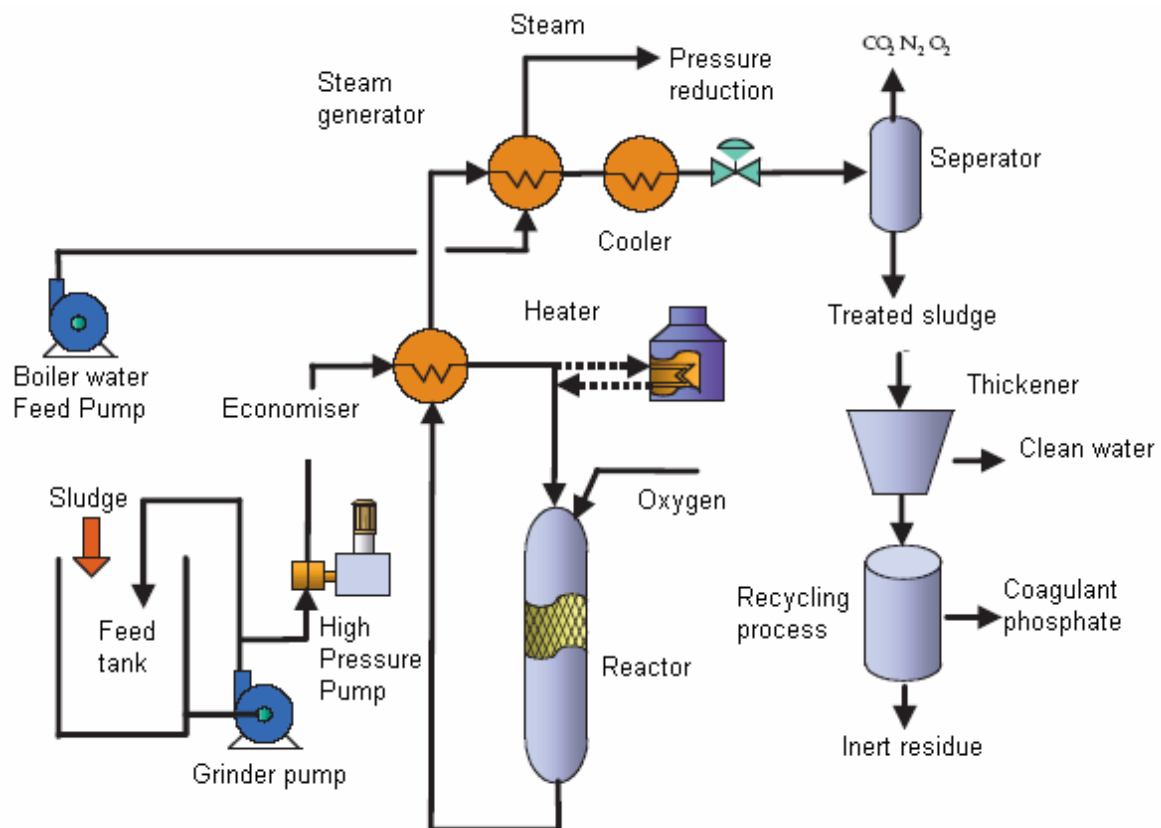 Steam
Pressure
reduction
CO2 N2 O2
Steam
generator
Seperator
Cooler
Heater
Treated sludge
Boiler water
Feed Pump
Economiser
Thickener
Clean water
Sludge
Oxygen
Feed
tank
High
Pressure
Pump
Reactor
Recycling
process
Coagulant
phosphate
Grinder pump
Inert residue